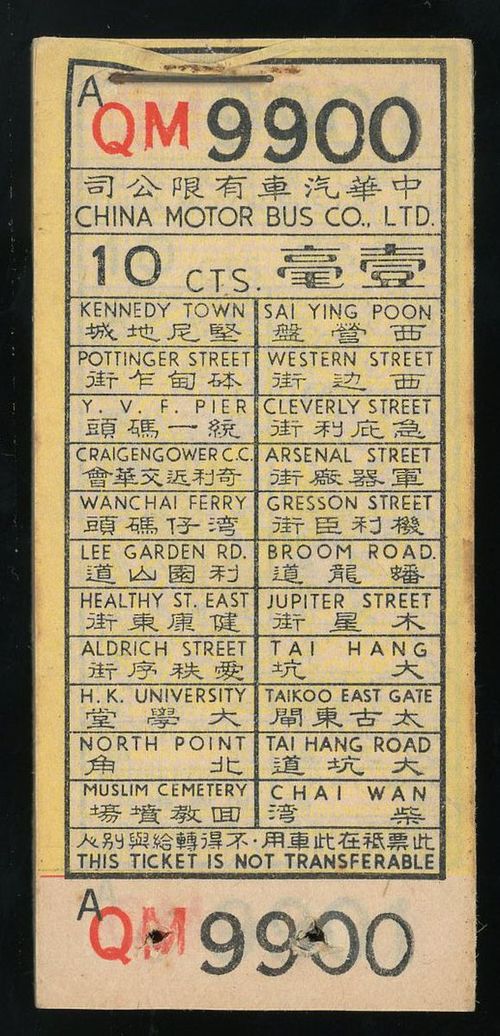 A
QM 9900
中華汽車有限公司
CHINA MOTOR BUS CO., LTD.
10 CTS. 壹毫
KENNEDY TOWN
堅尼地城
SAI YING POON
西營盤
POTTINGER STREET
砵甸乍街
WESTERN STREET
西边街
Y. V. F. PIER
統一碼頭
CLEVERLY STREET
急庇利街
CRAIGENGOWER C.C.
奇利近交華會
ARSENAL STREET
軍器廠街
WANCHAI FERRY
湾仔碼頭
GRESSON STREET
機利臣街
LEE GARDEN RD.
利園山道
BROOM ROAD.
蟠龍道
HEALTHY ST. EAST
健康東街
JUPITER STREET
木星街
ALDRICH STREET
愛秩序街
TAI HANG
大坑
H. K. UNIVERSITY
大學堂
TAIKOO EAST GATE
太古東閘
NORTH POINT
北角
TAI HANG ROAD
大坑道
MUSLIM CEMETERY
回教墳場
CHAI WAN
柴湾
此票祇在此車用·不得轉給與別人
THIS TICKET IS NOT TRANSFERABLE
A
QM 9900